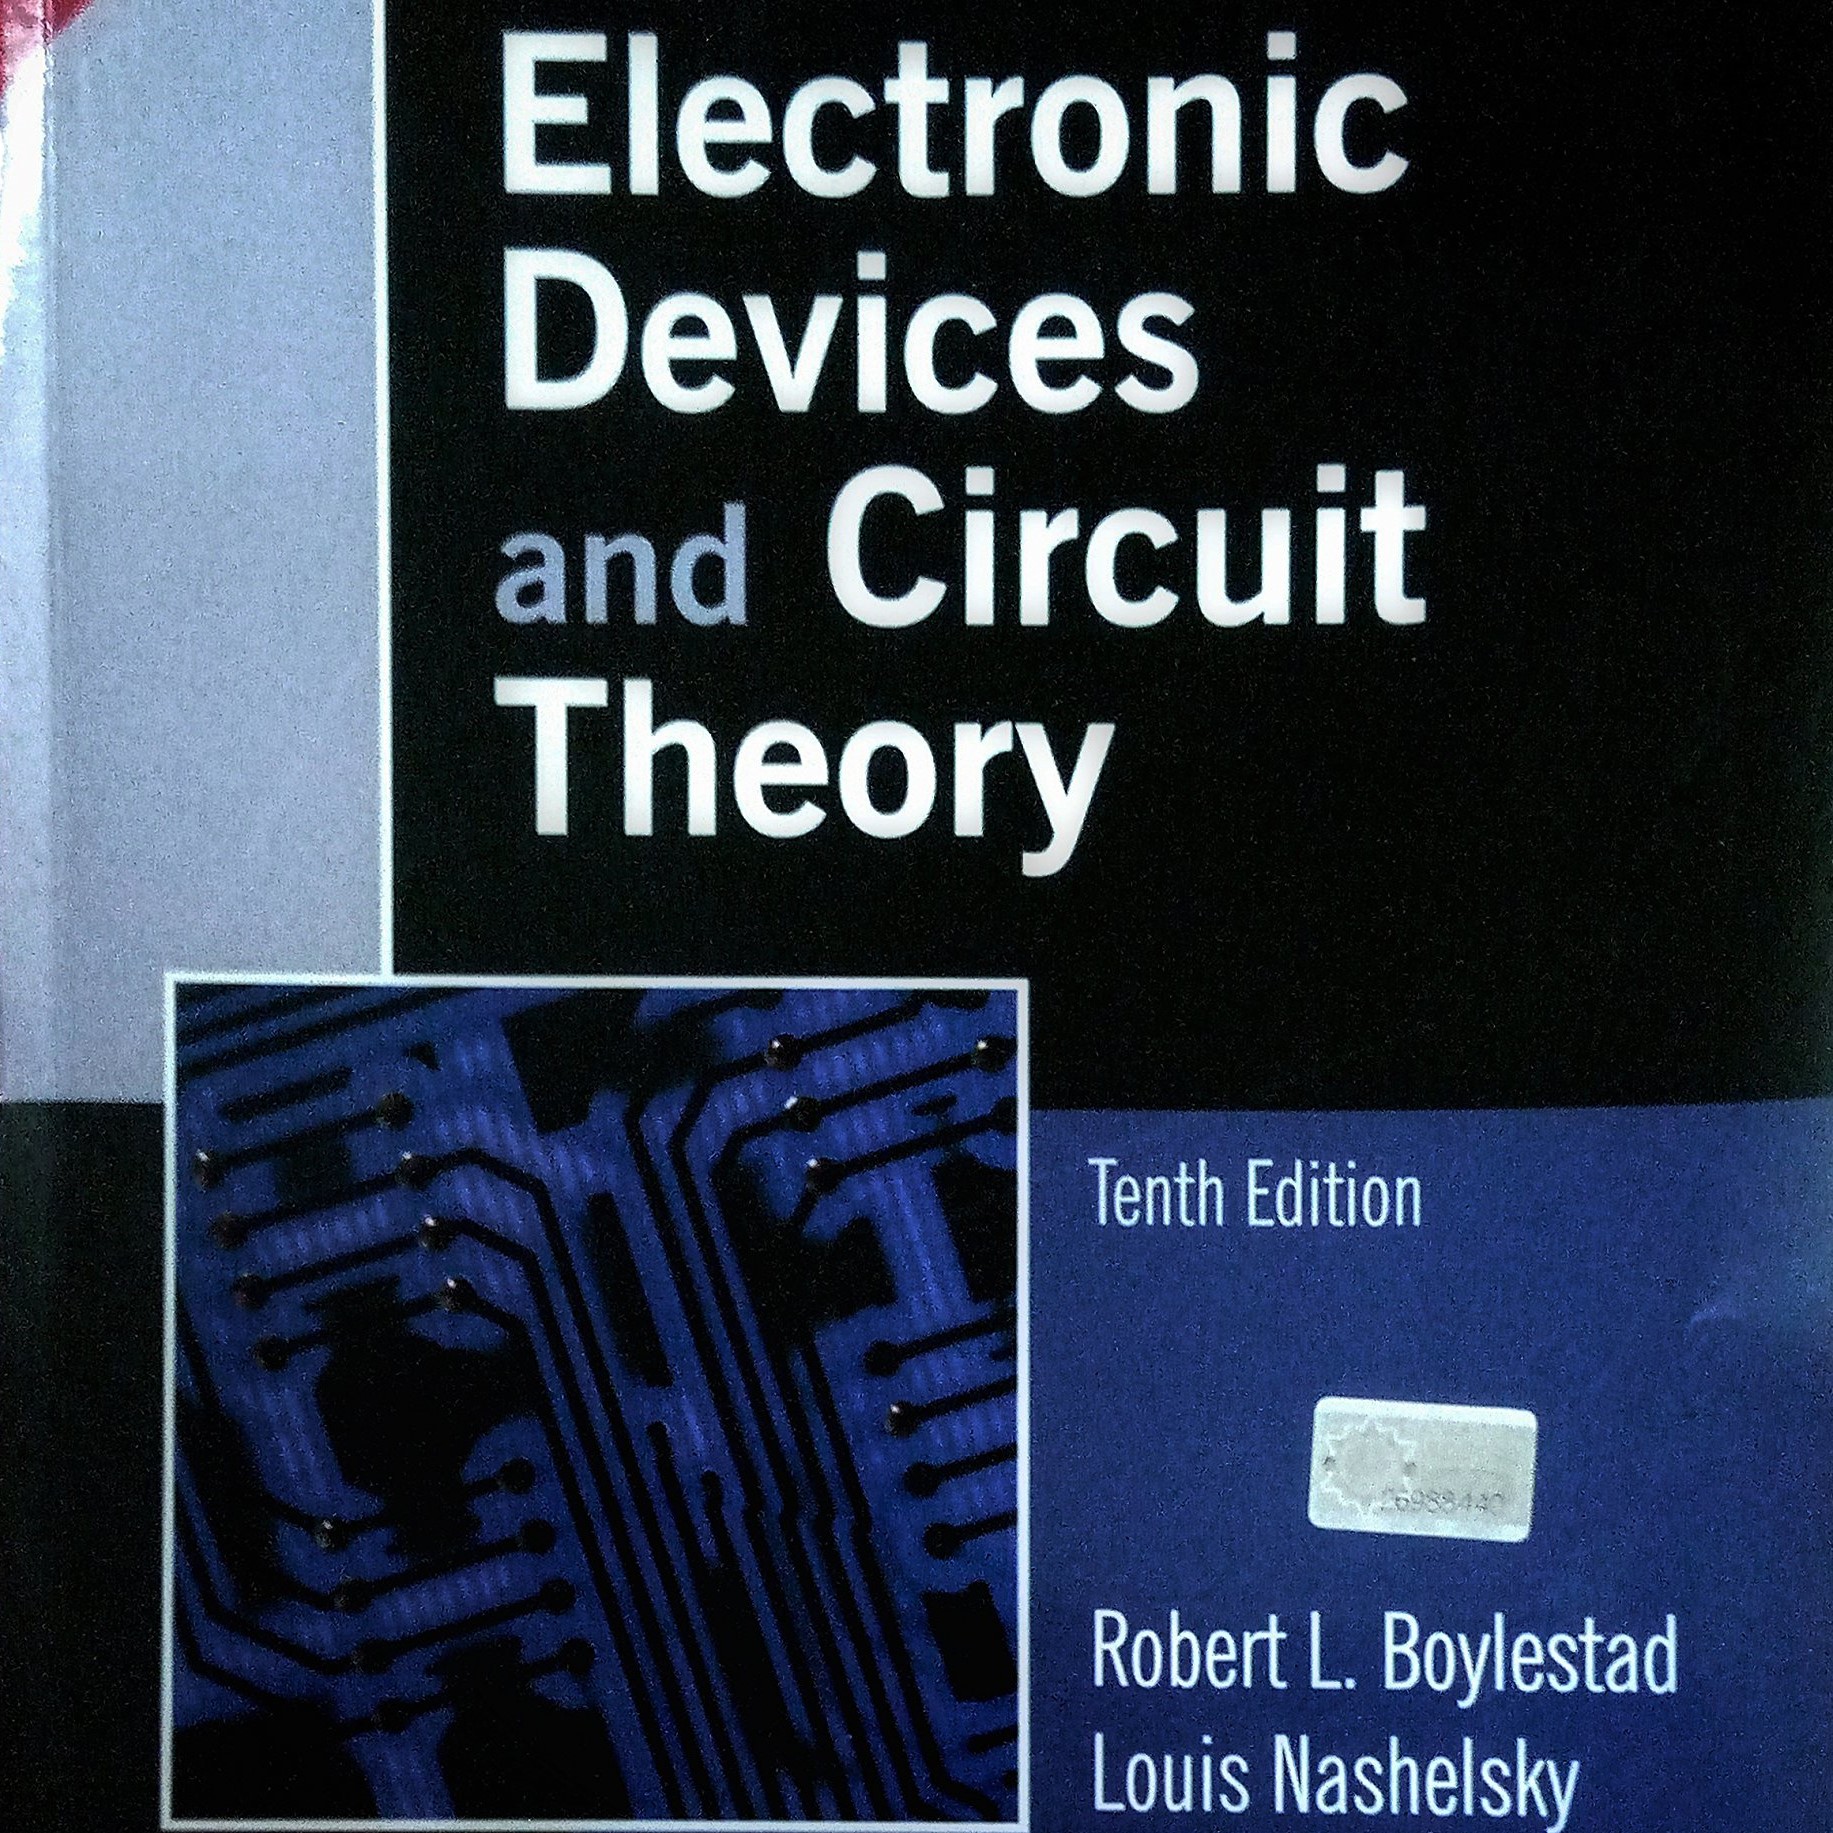 Electronic
Devices
and Circuit
Theory
Tenth Edition
Robert L. Boylestad
Louis Nashelsky